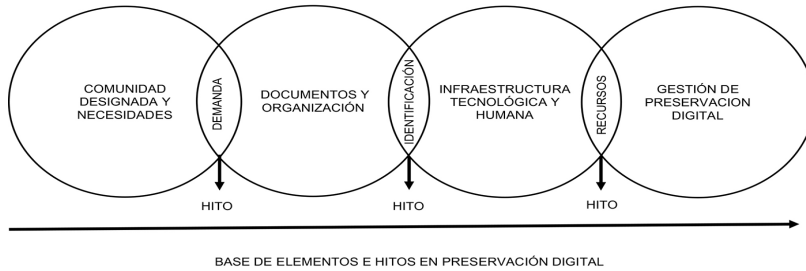 COMUNIDAD
DESIGNADA Y
NECESIDADES
DEMANDA
DOCUMENTOS Y
ORGANIZACIÓN
IDENTIFICACIÓN
INFRAESTRUCTURA
TECNOLÓGICA Y
HUMANA
RECURSOS
GESTIÓN DE
PRESERVACION
DIGITAL
HITO
HITO
HITO
BASE DE ELEMENTOS E HITOS EN PRESERVACIÓN DIGITAL